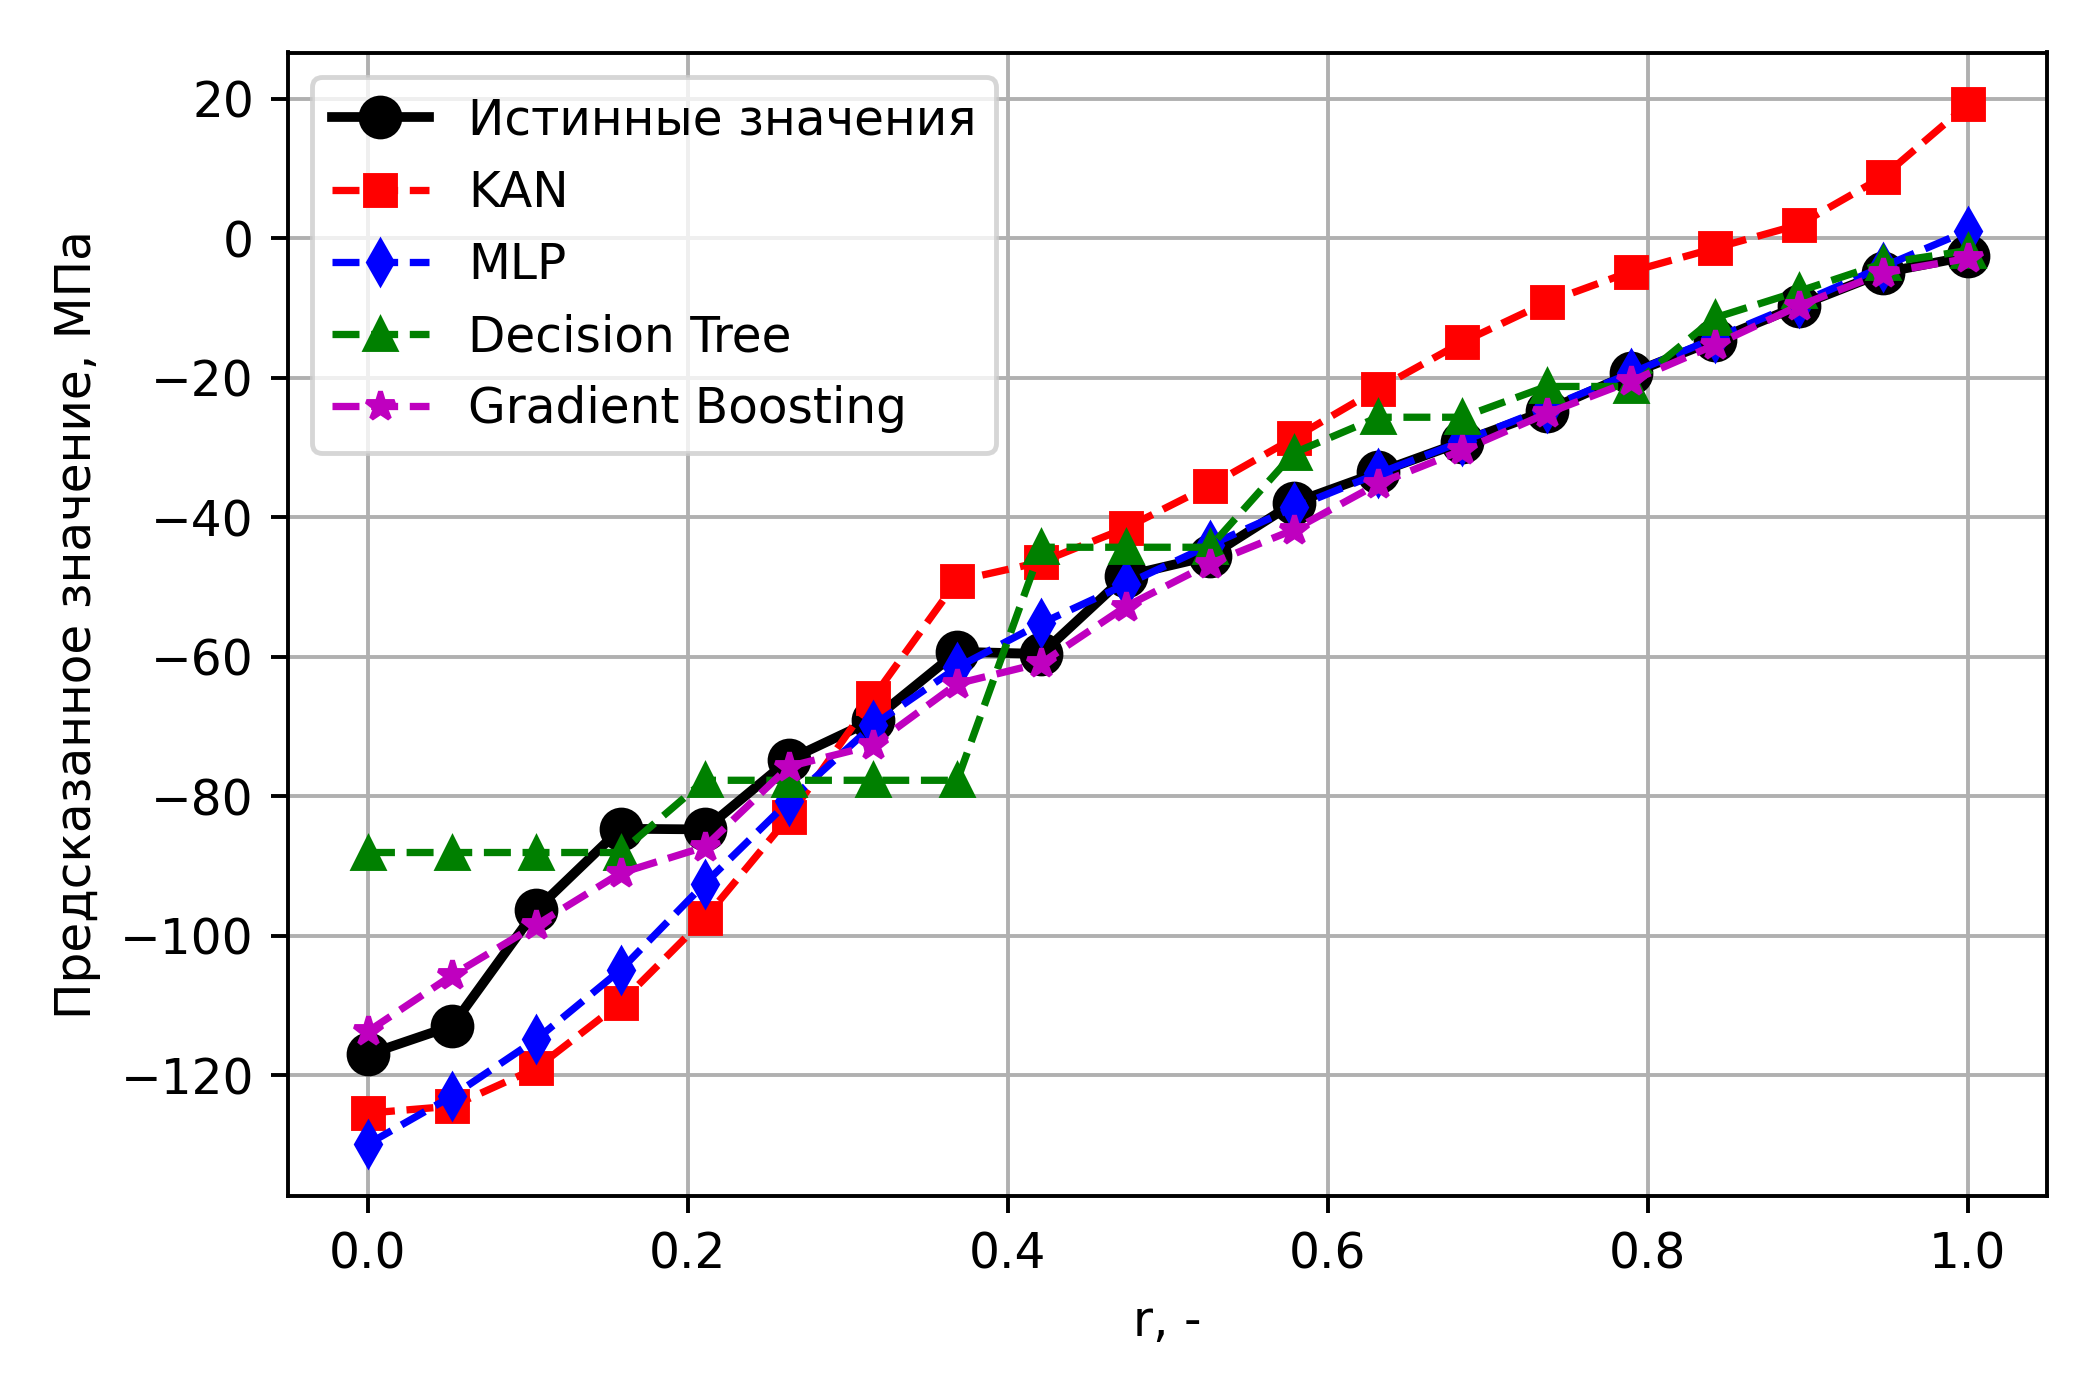 Истинные значения
KAN
MLP
Decision Tree
Gradient Boosting
Предсказанное значение, МПа
20
0
−20
−40
−60
−80
−100
−120
0.0 0.2 0.4 0.6 0.8 1.0
r, -